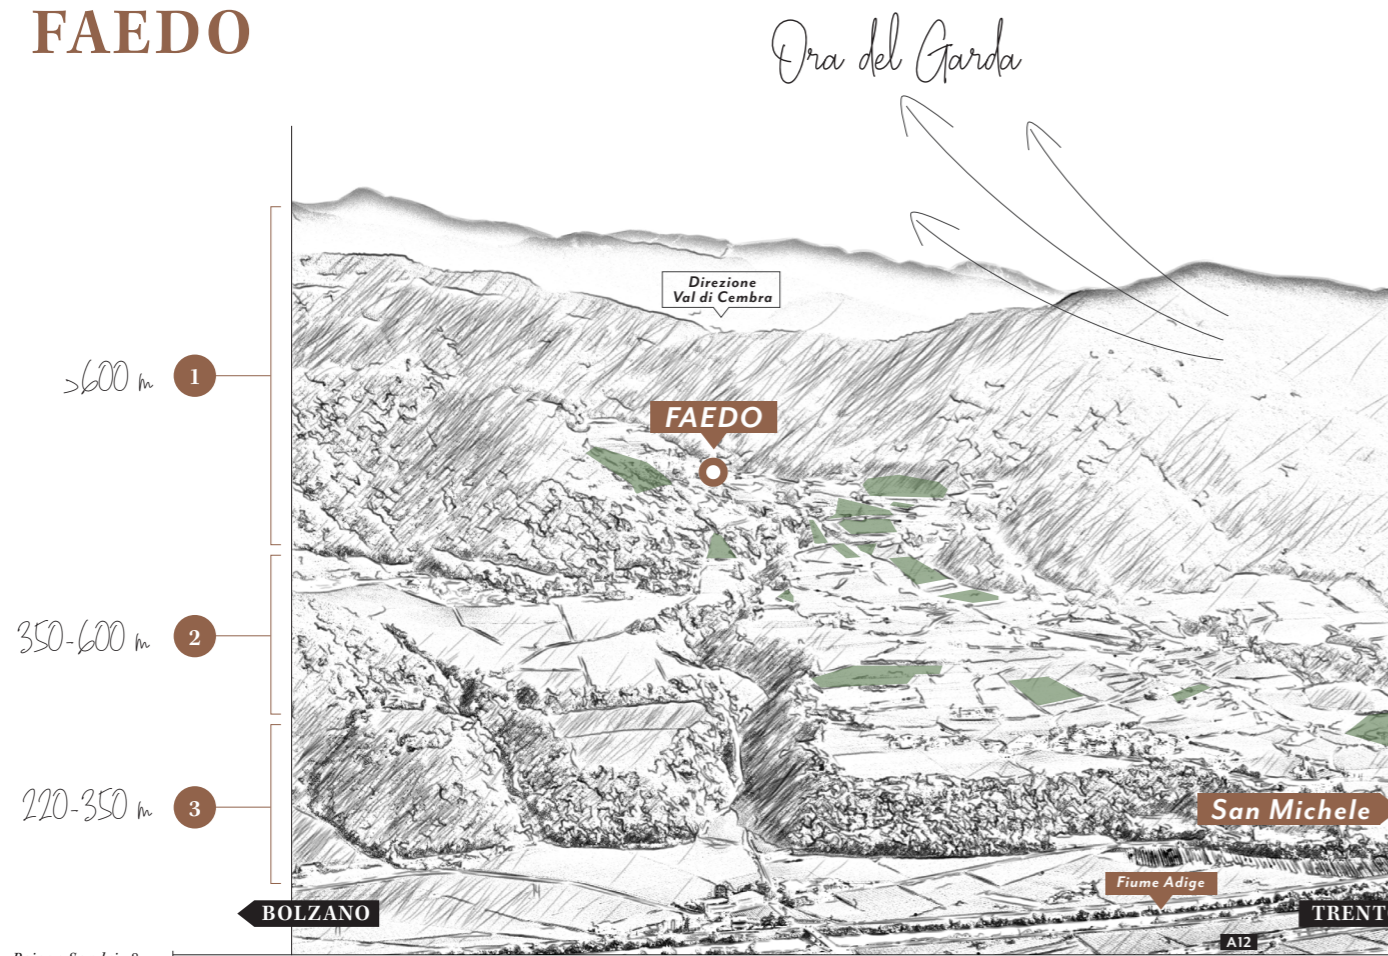 FAEDO
Ora del Garda
Direzione
Val di Cembra
>600 m
1
FAEDO
350-600 m
2
220-350 m
3
San Michele
Fiume Adige
BOLZANO
TRENT
A12